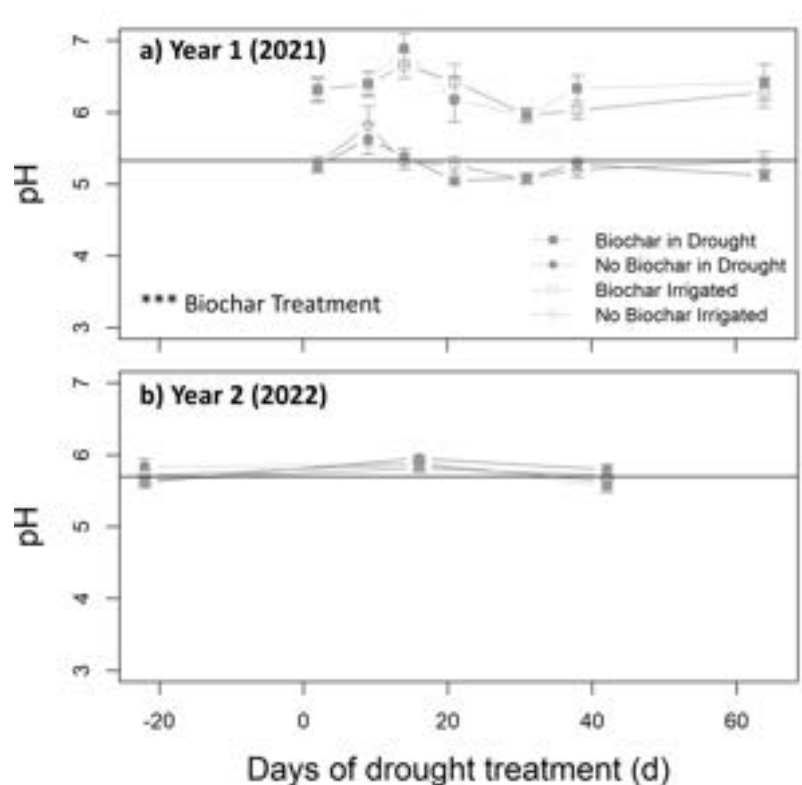 a) Year 1 (2021)
7
6
5
4
3
pH
Biochar in Drought
No Biochar in Drought
Biochar Irrigated
No Biochar Irrigated
*** Biochar Treatment
b) Year 2 (2022)
7
6
5
4
3
pH
-20 0 20 40 60
Days of drought treatment (d)